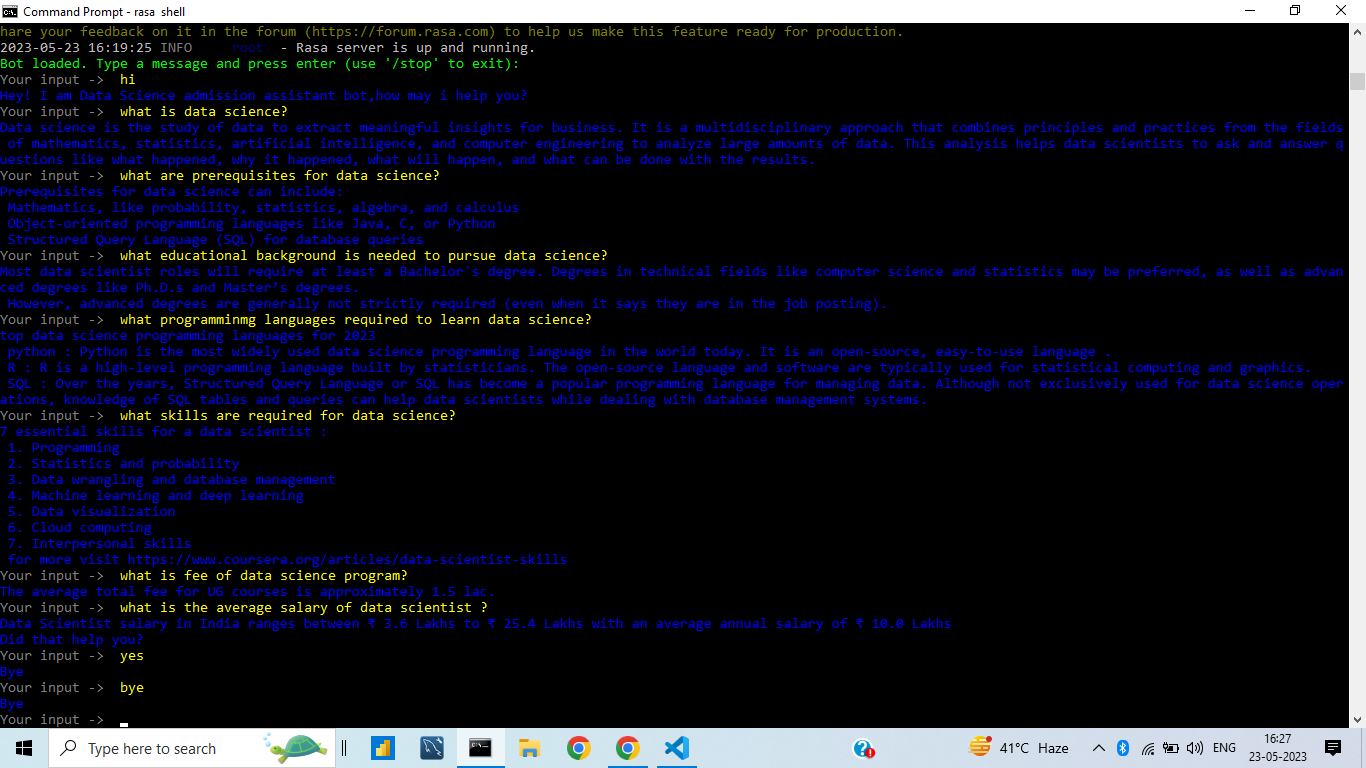 Command Prompt - rasa shell
hare your feedback on it in the forum (https://forum.rasa.com) to help us make this feature ready for production.
2023-05-23 16:19:25 INFO     root  - Rasa server is up and running.
Bot loaded. Type a message and press enter (use '/stop' to exit):
Your input ->  hi
Hey! I am Data Science admission assistant bot,how may i help you?
Your input ->  what is data science?
Data science is the study of data to extract meaningful insights for business. It is a multidisciplinary approach that combines principles and practices from the fields
 of mathematics, statistics, artificial intelligence, and computer engineering to analyze large amounts of data. This analysis helps data scientists to ask and answer q
uestions like what happened, why it happened, what will happen, and what can be done with the results.
Your input ->  what are prerequisites for data science?
Prerequisites for data science can include:
 Mathematics, like probability, statistics, algebra, and calculus
 Object-oriented programming languages like Java, C, or Python
 Structured Query Language (SQL) for database queries
Your input ->  what educational background is needed to pursue data science?
Most data scientist roles will require at least a Bachelor's degree. Degrees in technical fields like computer science and statistics may be preferred, as well as advan
ced degrees like Ph.D.s and Master's degrees.
 However, advanced degrees are generally not strictly required (even when it says they are in the job posting).
Your input ->  what programminmg languages required to learn data science?
top data science programming languages for 2023
 python : Python is the most widely used data science programming language in the world today. It is an open-source, easy-to-use language .
 R : R is a high-level programming language built by statisticians. The open-source language and software are typically used for statistical computing and graphics.
 SQL : Over the years, Structured Query Language or SQL has become a popular programming language for managing data. Although not exclusively used for data science oper
ations, knowledge of SQL tables and queries can help data scientists while dealing with database management systems.
Your input ->  what skills are required for data science?
7 essential skills for a data scientist :
 1. Programming
 2. Statistics and probability
 3. Data wrangling and database management
 4. Machine learning and deep learning
 5. Data visualization
 6. Cloud computing
 7. Interpersonal skills
 for more visit https://www.coursera.org/articles/data-scientist-skills
Your input ->  what is fee of data science program?
The average total fee for UG courses is approximately 1.5 lac.
Your input ->  what is the average salary of data scientist ?
Data Scientist salary in India ranges between ₹ 3.6 Lakhs to ₹ 25.4 Lakhs with an average annual salary of ₹ 10.0 Lakhs
Did that help you?
Your input ->  yes
Bye
Your input ->  bye
Bye
Your input ->
Type here to search
41°C Haze
ENG
16:27
23-05-2023